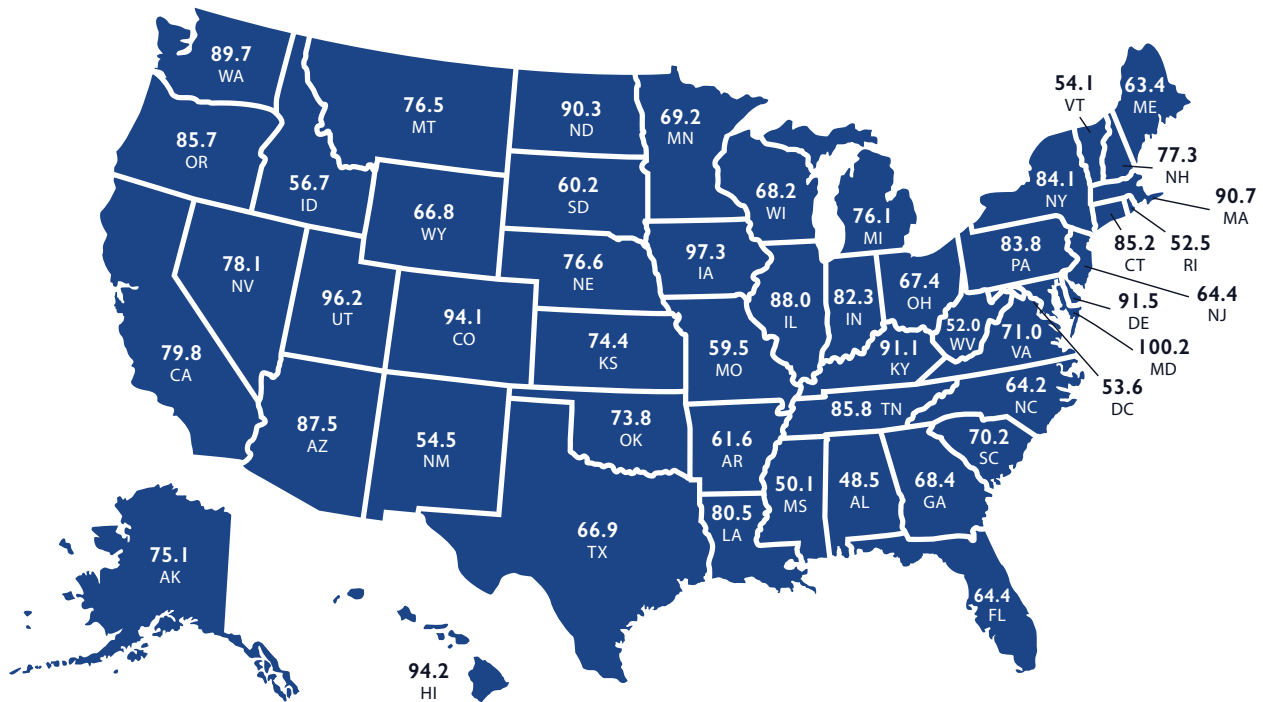 89.7
WA
85.7
OR
79.8
CA
78.1
NV
56.7
ID
76.5
MT
66.8
WY
96.2
UT
94.1
CO
87.5
AZ
54.5
NM
90.3
ND
60.2
SD
76.6
NE
74.4
KS
73.8
OK
66.9
TX
69.2
MN
97.3
IA
59.5
MO
61.6
AR
80.5
LA
68.2
WI
88.0
IL
76.1
MI
82.3
IN
67.4
OH
91.1
KY
85.8 TN
50.1
MS
48.5
AL
68.4
GA
64.4
FL
70.2
SC
64.2
NC
71.0
VA
52.0
WV
83.8
PA
84.1
NY
54.1
VT
63.4
ME
77.3
NH
90.7
MA
85.2
CT
52.5
RI
64.4
NJ
91.5
DE
100.2
MD
53.6
DC
75.1
AK
94.2
HI